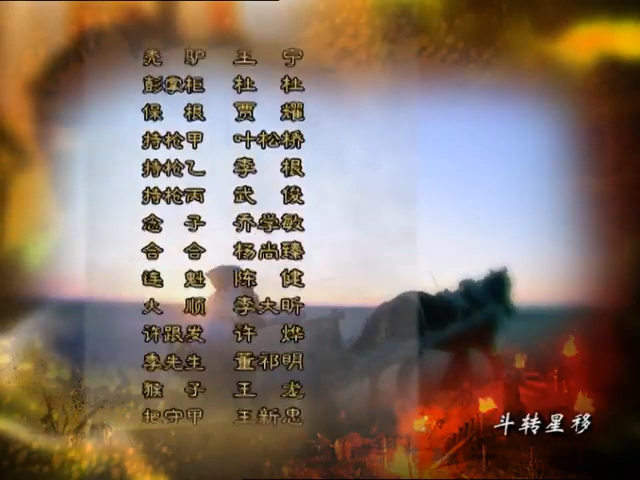 秃驴 王宁
彭掌柜 杜杜
保根 贾耀
持枪甲 叶松桥
持枪乙 李根
持枪丙 武俊
念子 乔学敏
合合 杨尚臻
连魁 陈健
大顺 李大昕
许跟发 许烨
李先生 董祁明
猴子 王龙
把守甲 王新忠
斗转星移